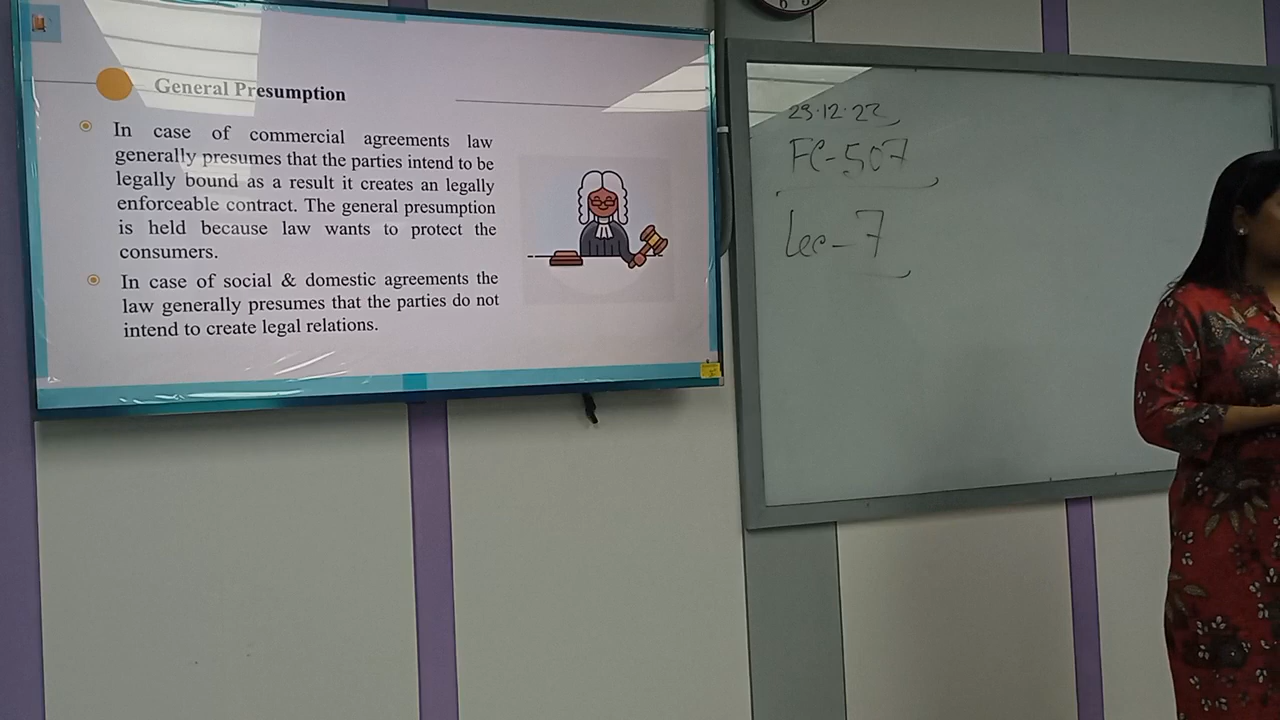 General Presumption
In case of commercial agreements law
generally presumes that the parties intend to be
legally bound as a result it creates an legally
enforceable contract. The general presumption
is held because law wants to protect the
consumers.
In case of social & domestic agreements the
law generally presumes that the parties do not
intend to create legal relations.
29.12.22
FC-507
Lec-7